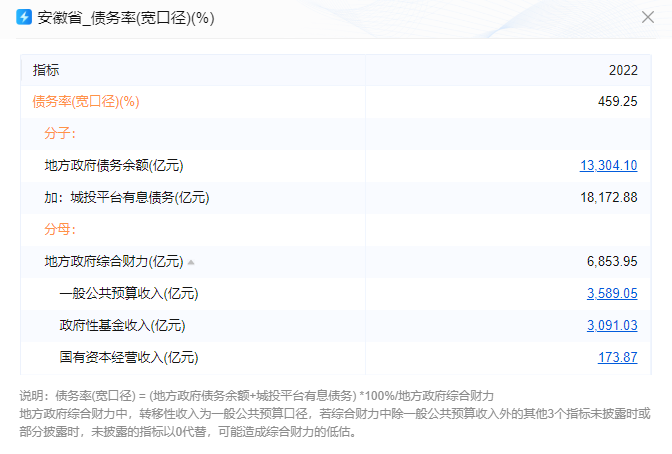 安徽省_债务率(宽口径)(%)
指标 2022
债务率(宽口径)(%) 459.25
分子：
地方政府债务余额(亿元) 13,304.10
加：城投平台有息债务(亿元) 18,172.88
分母：
地方政府综合财力(亿元) 6,853.95
一般公共预算收入(亿元) 3,589.05
政府性基金收入(亿元) 3,091.03
国有资本经营收入(亿元) 173.87
说明：债务率(宽口径) = (地方政府债务余额+城投平台有息债务) *100%/地方政府综合财力
地方政府综合财力中，转移性收入为一般公共预算口径，若综合财力中除一般公共预算收入外的其他3个指标未披露时或
部分披露时，未披露的指标以0代替，可能造成综合财力的低估。